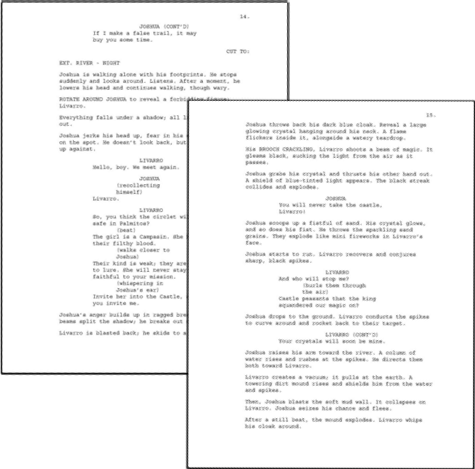 14.
JOSHUA (CONT'D)
If I make a false trail, it may
buy you some time.
CUT TO:
EXT. RIVER - NIGHT
Joshua is walking alone with his footprints. He stops
suddenly and looks around. Listens. After a moment, he
lowers his head and continues walking, though wary.
ROTATE AROUND JOSHUA to reveal a forbidding figure:
Livarro.
Everything falls under a shadow; all
out.
Joshua jerks his head up, fear in his
on the spot. He doesn't look back, but
up against.
LIVARRO
Hello, boy. We meet again.
JOSHUA
(recollecting
himself)
Livarro.
LIVARRO
So, you think the circlet
safe in Palmitos?
(beat)
The girl is a Campasin. She
their filthy blood.
(walks closer to
Joshua)
Their kind is weak; they are
to lure. She will never stay
faithful to your mission.
(whispering in
Joshua's ear)
Invite her into the Castle,
you invite me.
Joshua's anger builds up in ragged
beams split the shadow; he breaks out
Livarro is blasted back; he skids to
15.
Joshua throws back his dark blue cloak. Reveal a large
glowing crystal hanging around his neck. A flame
flickers inside it, alongside a watery teardrop.
His BROOCH CRACKLING, Livarro shoots a beam of magic. It
gleams black, sucking the light from the air as it
passes.
Joshua grabs his crystal and thrusts his other hand out.
A shield of blue-tinted light appears. The black streak
collides and explodes.
JOSHUA
You will never take the castle,
Livarro!
Joshua scoops up a fistful of sand. His crystal glows,
and so does his fist. He throws the sparkling sand
grains. They explode like mini fireworks in Livarro's
face.
Joshua starts to run. Livarro recovers and conjures
sharp, black spikes.
LIVARRO
And who will stop me?
(hurls them through
the air)
Castle peasants that the king
squandered our magic on?
Joshua drops to the ground. Livarro conducts the spikes
to curve around and rocket back to their target.
LIVARRO (CONT'D)
Your crystals will soon be mine.
Joshua raises his arm toward the river. A column of
water rises and rushes at the spikes. He directs them
both toward Livarro.
Livarro creates a vacuum; it pulls at the earth. A
towering dirt mound rises and shields him from the water
and spikes.
Then, Joshua blasts the soft mud wall. It collapses on
Livarro. Joshua seizes his chance and flees.
After a still beat, the mound explodes. Livarro whips
his cloak around.